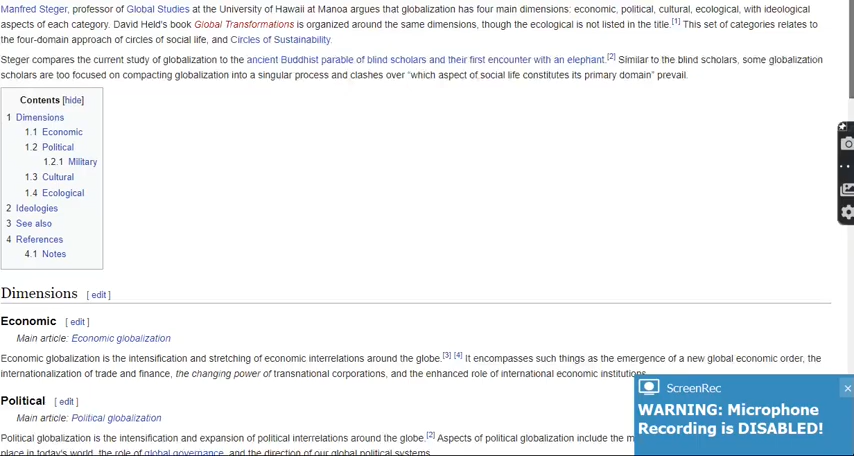 Manfred Steger, professor of Global Studies at the University of Hawaii at Manoa argues that globalization has four main dimensions: economic, political, cultural, ecological, with ideological
aspects of each category. David Held's book Global Transformations is organized around the same dimensions, though the ecological is not listed in the title.[1] This set of categories relates to
the four-domain approach of circles of social life, and Circles of Sustainability.
Steger compares the current study of globalization to the ancient Buddhist parable of blind scholars and their first encounter with an elephant.[2] Similar to the blind scholars, some globalization
scholars are too focused on compacting globalization into a singular process and clashes over “which aspect of social life constitutes its primary domain” prevail.
Contents [hide]
1 Dimensions
1.1 Economic
1.2 Political
1.2.1 Military
1.3 Cultural
1.4 Ecological
2 Ideologies
3 See also
4 References
4.1 Notes
Dimensions [ edit ]
Economic [ edit ]
Main article: Economic globalization
Economic globalization is the intensification and stretching of economic interrelations around the globe.[3] [4] It encompasses such things as the emergence of a new global economic order, the
internationalization of trade and finance, the changing power of transnational corporations, and the enhanced role of international economic institutions.
Political [ edit ]
Main article: Political globalization
Political globalization is the intensification and expansion of political interrelations around the globe.[2] Aspects of political globalization include the m
place in today's world, the role of global governance, and the direction of our global political systems.
ScreenRec
WARNING: Microphone
Recording is DISABLED!